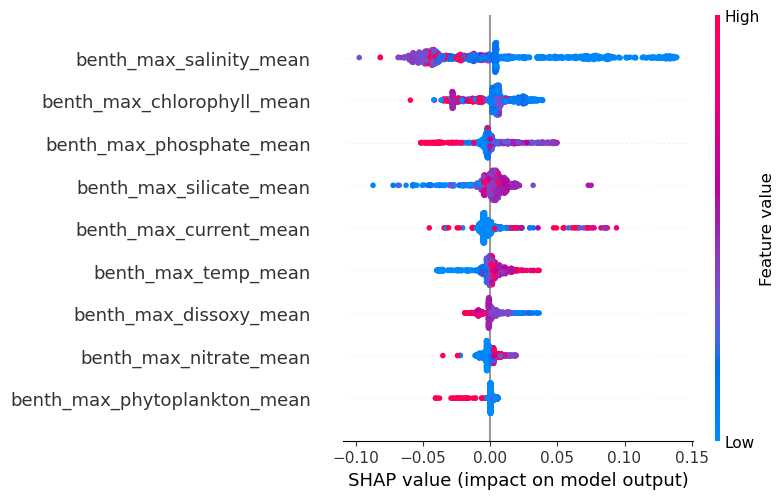 High
benth_max_salinity_mean
benth_max_chlorophyll_mean
benth_max_phosphate_mean
benth_max_silicate_mean
benth_max_current_mean
benth_max_temp_mean
benth_max_dissoxy_mean
benth_max_nitrate_mean
benth_max_phytoplankton_mean
Feature value
Low
−0.10 −0.05 0.00 0.05 0.10 0.15
SHAP value (impact on model output)